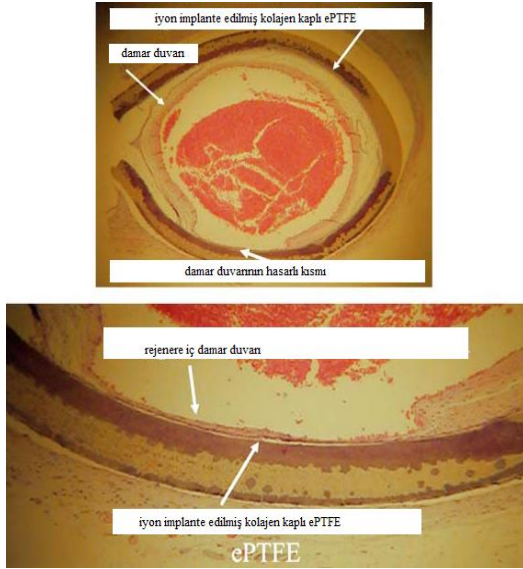 iyon implante edilmiş kolajen kaplı ePTFE
damar duvarı
damar duvarının hasarlı kısmı
rejenere iç damar duvarı
iyon implante edilmiş kolajen kaplı ePTFE
ePTFE